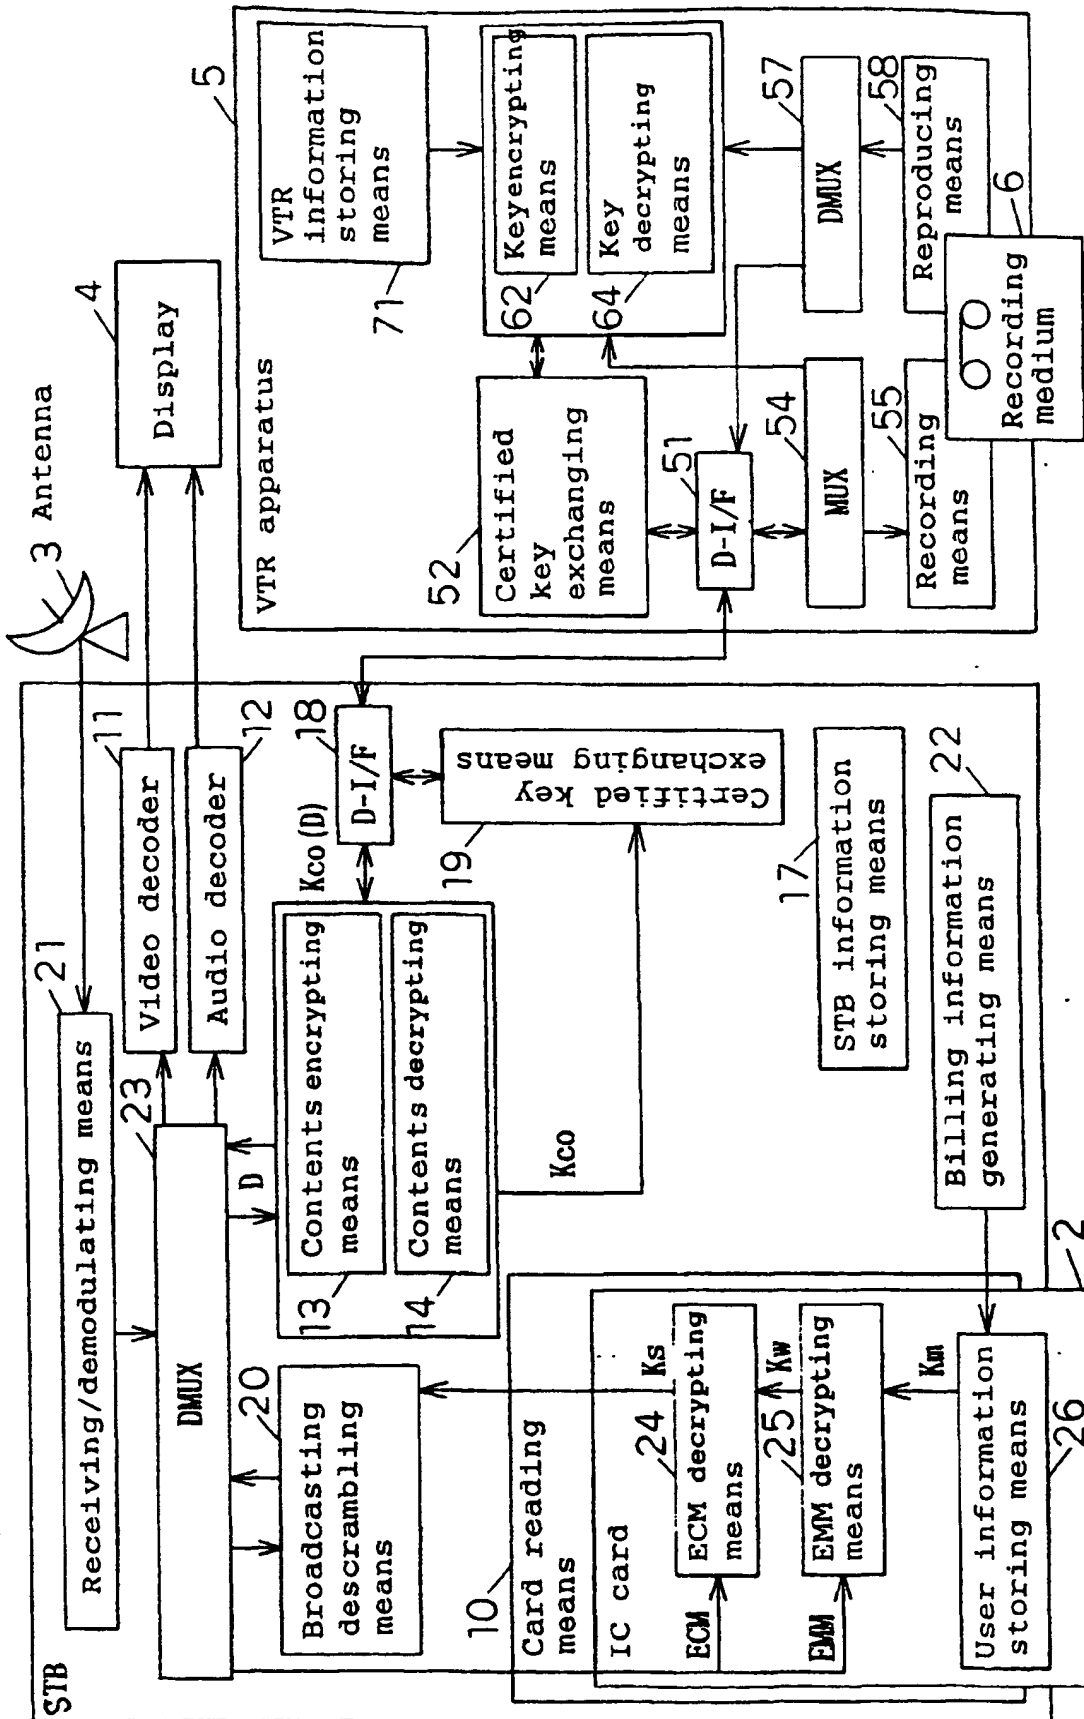 STB
Receiving/demodulating means
21
3 Antenna
DMUX
23
Video decoder
11
Audio decoder
12
Display
4
D
Broadcasting
descrambling
means
20
Contents encrypting
means
13
Contents decrypting
means
14
Kco(D)
D-I/F
18
Certified key
exchanging means
19
Kco
Card reading
means
10
IC card
2
ECM
ECM decrypting
means
24
Ks
Kw
EMM
EMM decrypting
means
25
Km
User information
storing means
26
STB information
storing means
17
Billing information
generating means
22
VTR apparatus
5
VTR
information
storing
means
71
Certified
key
exchanging
means
52
Keyencrypting
means
62
Key
decrypting
means
64
D-I/F
51
MUX
54
DMUX
57
Recording
means
55
Reproducing
means
58
Recording
medium
6